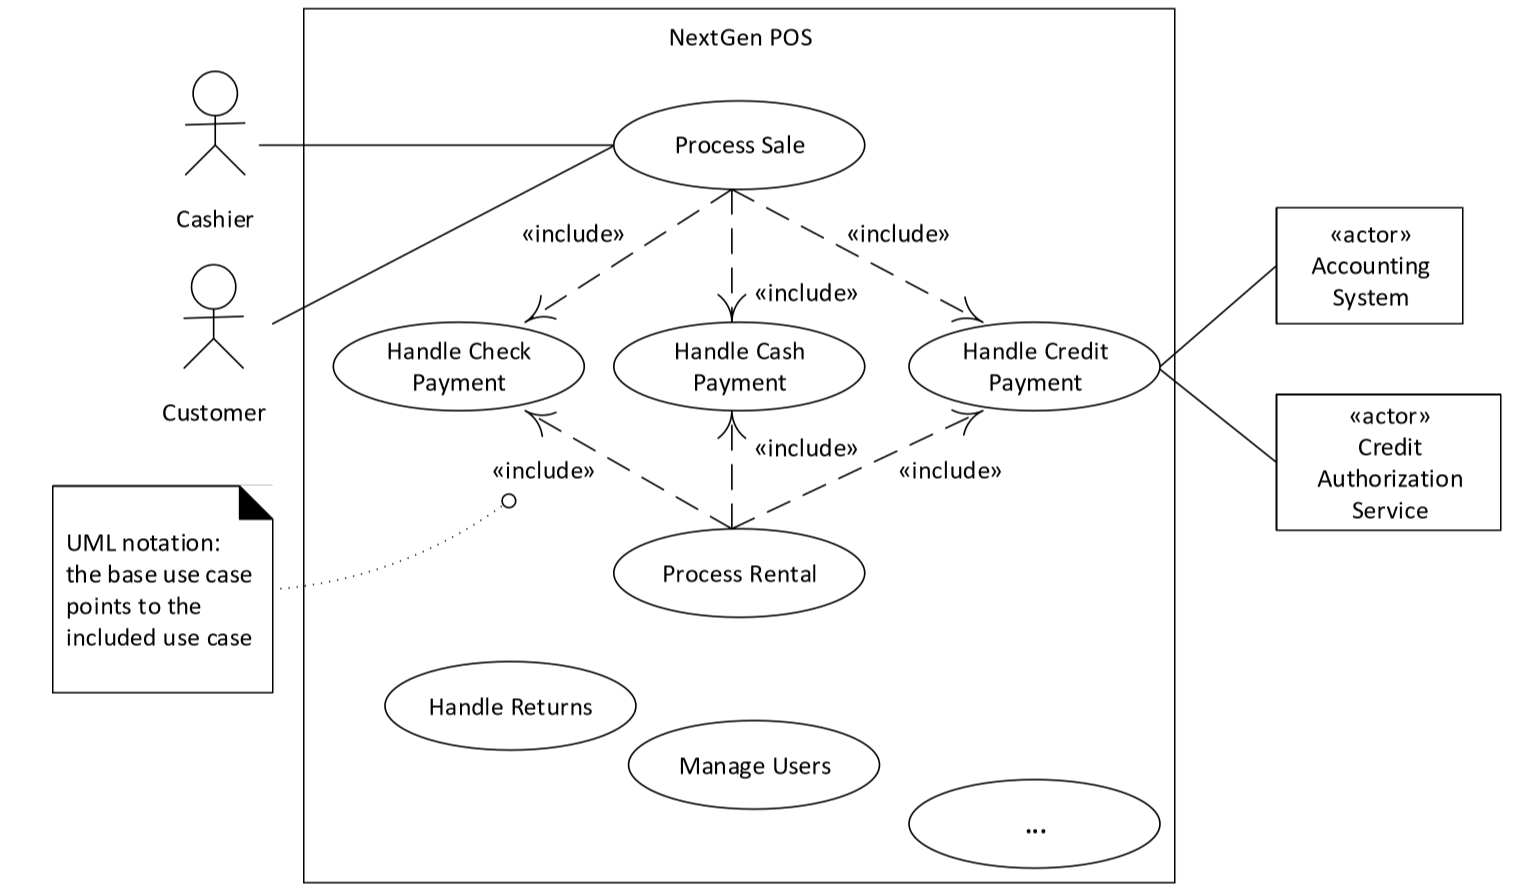 NextGen POS
Process Sale
Cashier
«include»
«include»
«include»
«actor»
Accounting
System
Handle Check
Payment
Handle Cash
Payment
Handle Credit
Payment
Customer
«include»
«include»
«include»
«actor»
Credit
Authorization
Service
UML notation:
the base use case
points to the
included use case
Process Rental
Handle Returns
Manage Users
...